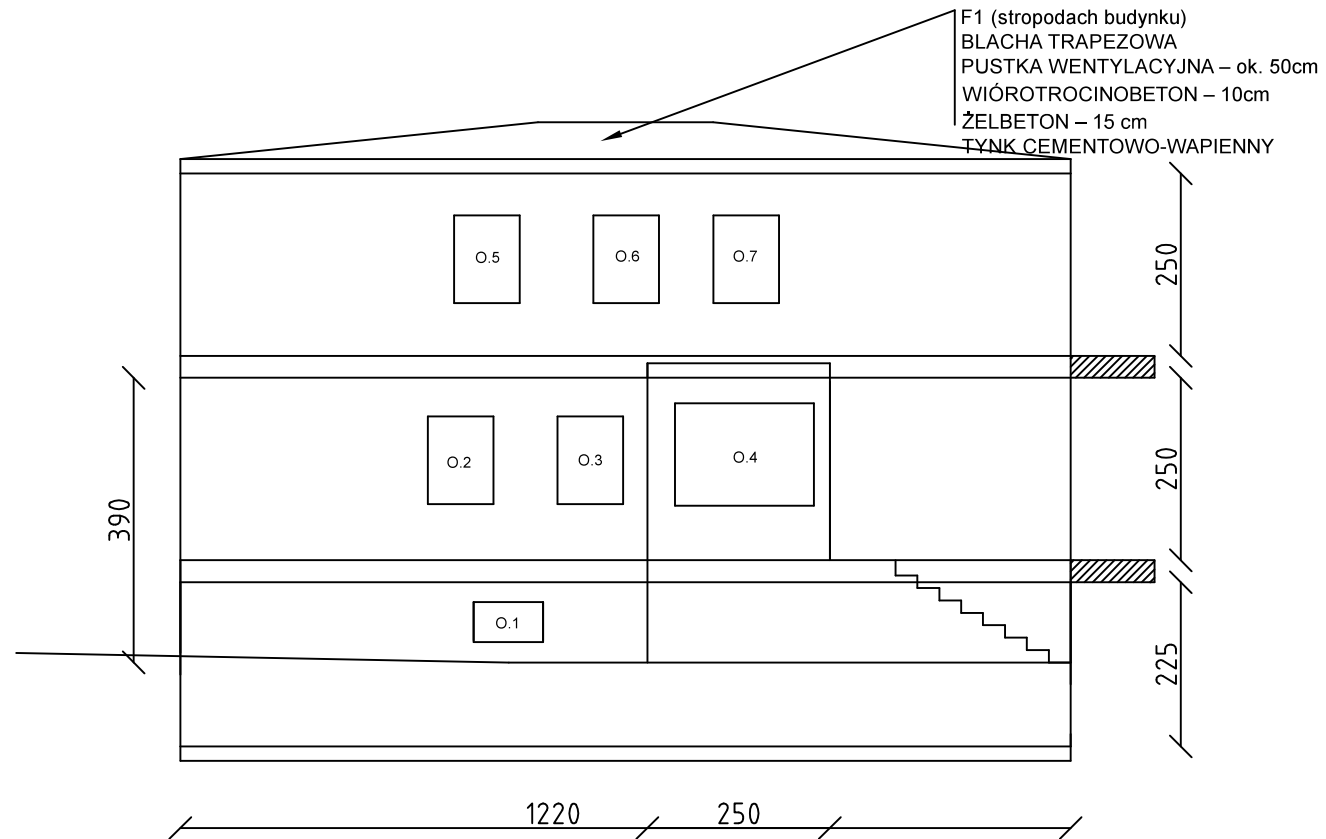 F1 (stropodach budynku)
BLACHA TRAPEZOWA
PUSTKA WENTYLACYJNA – ok. 50cm
WIÓROTROCINOBETON – 10cm
ŻELBETON – 15 cm
TYNK CEMENTOWO-WAPIENNY
O.5
O.6
O.7
250
O.2
O.3
O.4
250
390
O.1
225
1220
250